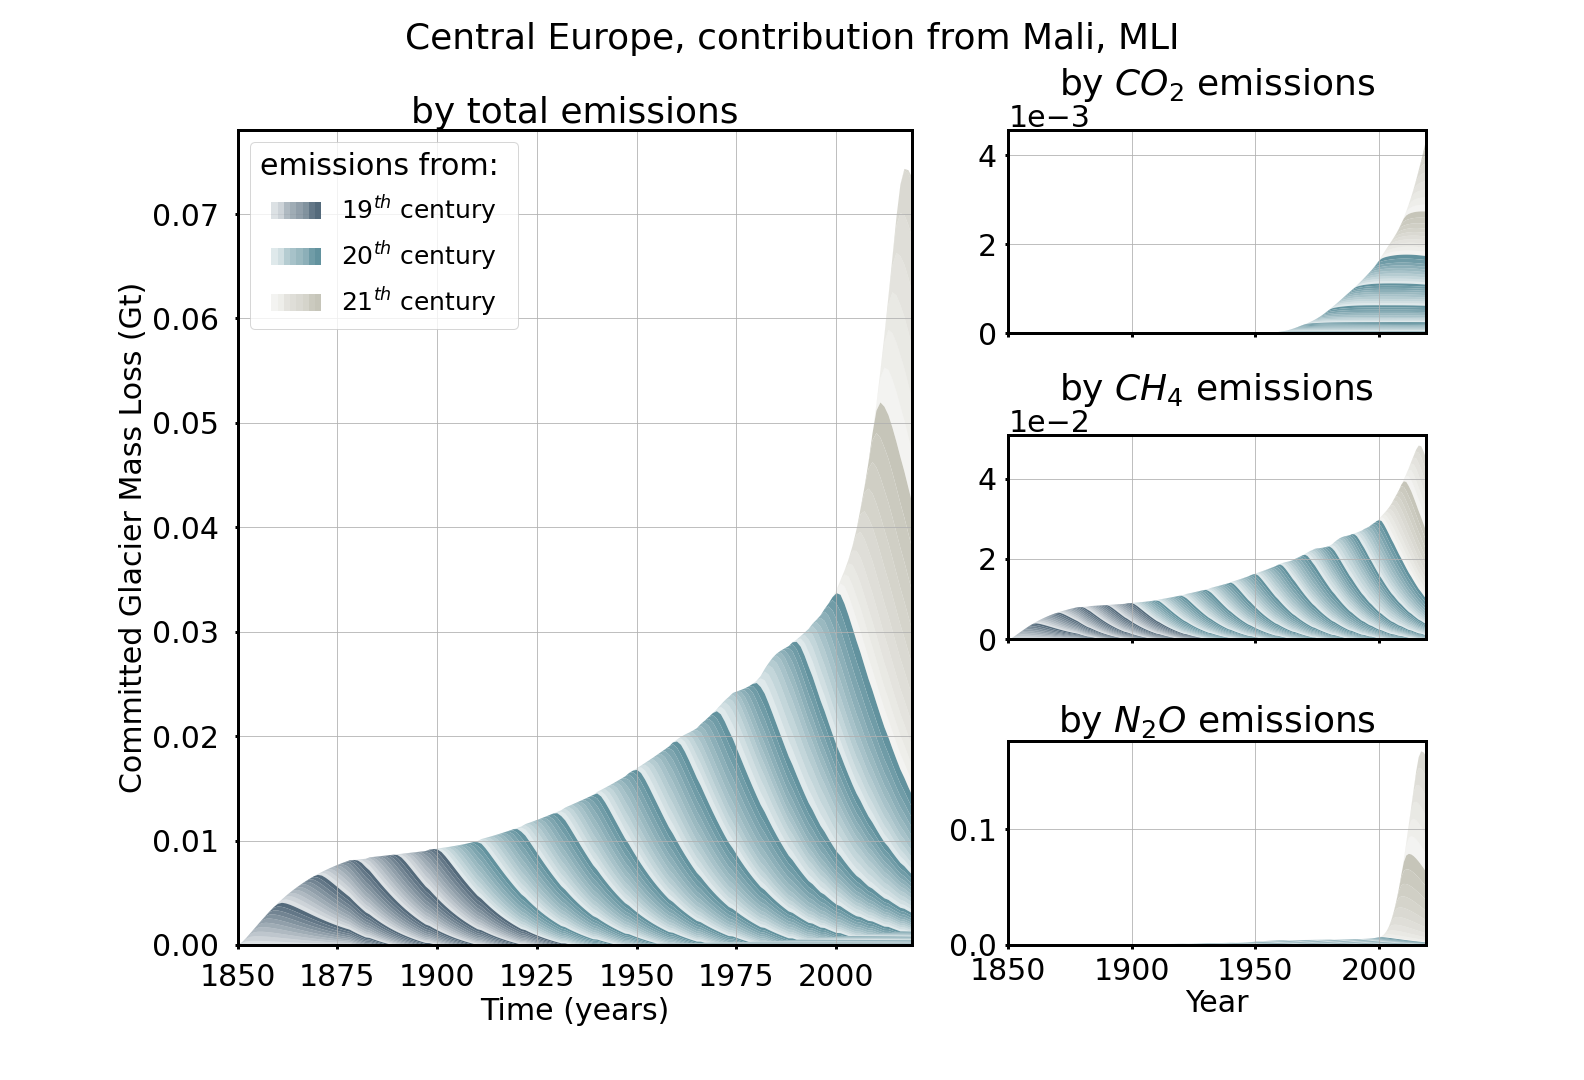 Central Europe, contribution from Mali, MLI
by total emissions
emissions from:
19th century
20th century
21th century
Committed Glacier Mass Loss (Gt)
0.07
0.06
0.05
0.04
0.03
0.02
0.01
0.00
1850 1875 1900 1925 1950 1975 2000
Time (years)
by CO2 emissions
1e−3
4
2
0
by CH4 emissions
1e−2
4
2
0
by N2O emissions
0.1
0.0
1850 1900 1950 2000
Year